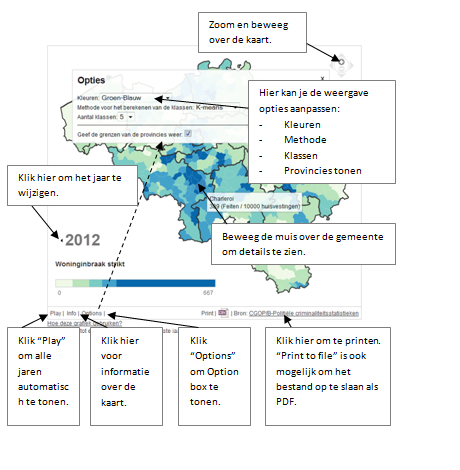 Zoom en beweeg
over de kaart.
Opties
x
Kleuren: Groen-Blauw
Methode voor het berekenen van de klassen: K-means
Aantal klassen: 5
Geef de grenzen van de provincies weer:
Hier kan je de weergave
opties aanpassen:
- Kleuren
- Methode
- Klassen
- Provincies tonen
Klik hier om het jaar te
wijzigen.
Charleroi
389 (Feiten / 10000 huisvestingen)
Beweeg de muis over de gemeente
om details te zien.
2012
Woninginbraak strikt
0 667
Play | Info | Options |
Print | | Bron: CGOP/B-Politiële criminaliteitsstatistieken
Hoe deze grafiek gebruiken?
Klik “Play”
om alle
jaren
automatisc
h te tonen.
Klik hier
voor
informatie
over de
kaart.
Klik
“Options”
om Option
box te
tonen.
Klik hier om te printen.
“Print to file” is ook
mogelijk om het
bestand op te slaan als
PDF.